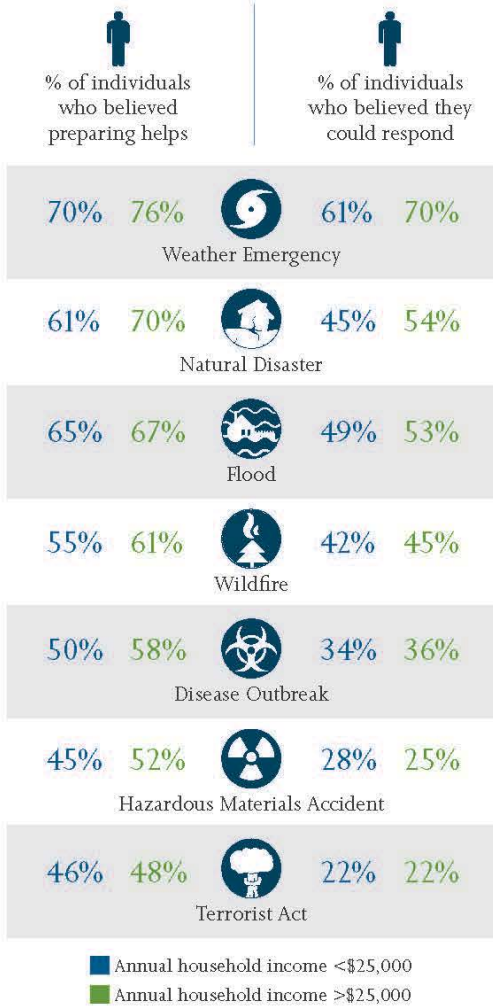 % of individuals
who believed
preparing helps
% of individuals
who believed they
could respond
70% 76% 61% 70%
Weather Emergency
61% 70% 45% 54%
Natural Disaster
65% 67% 49% 53%
Flood
55% 61% 42% 45%
Wildfire
50% 58% 34% 36%
Disease Outbreak
45% 52% 28% 25%
Hazardous Materials Accident
46% 48% 22% 22%
Terrorist Act
Annual household income <$25,000
Annual household income >$25,000